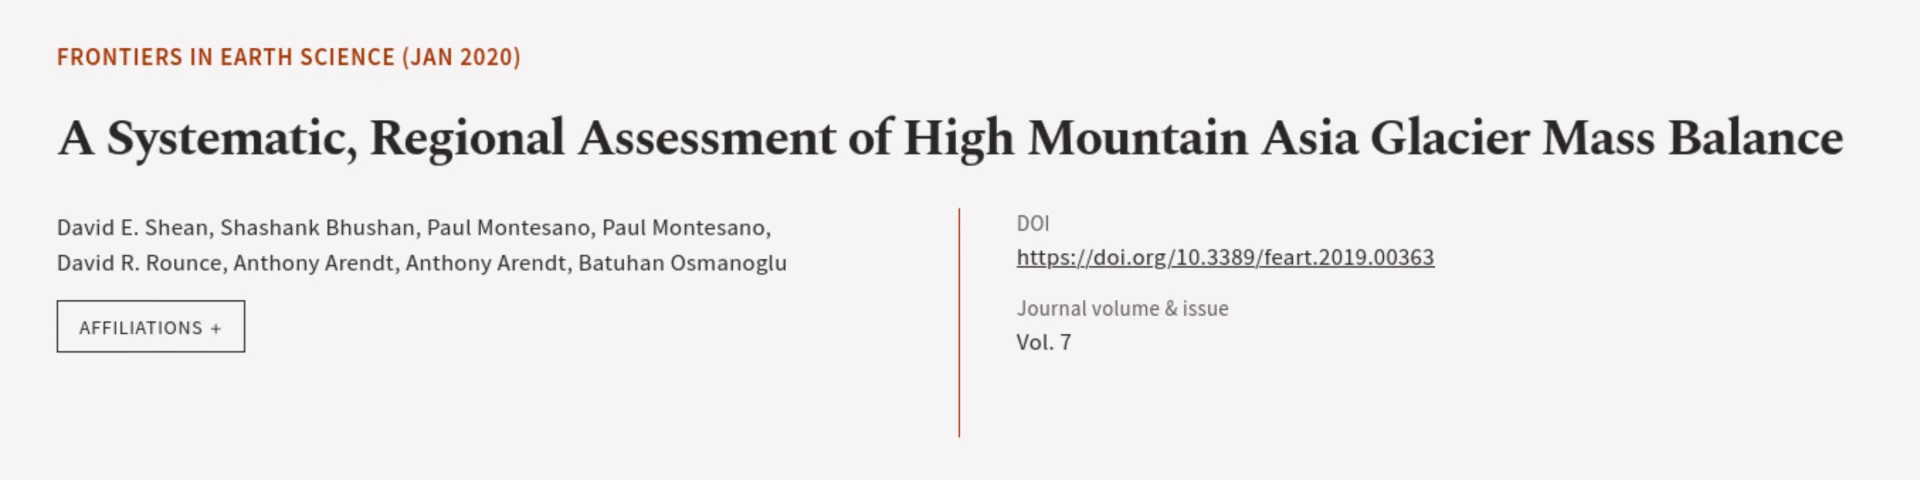 FRONTIERS IN EARTH SCIENCE (JAN 2020)
A Systematic, Regional Assessment of High Mountain Asia Glacier Mass Balance
David E. Shean, Shashank Bhushan, Paul Montesano, Paul Montesano,
David R. Rounce, Anthony Arendt, Anthony Arendt, Batuhan Osmanoglu
AFFILIATIONS +
DOI
https://doi.org/10.3389/feart.2019.00363
Journal volume & issue
Vol. 7